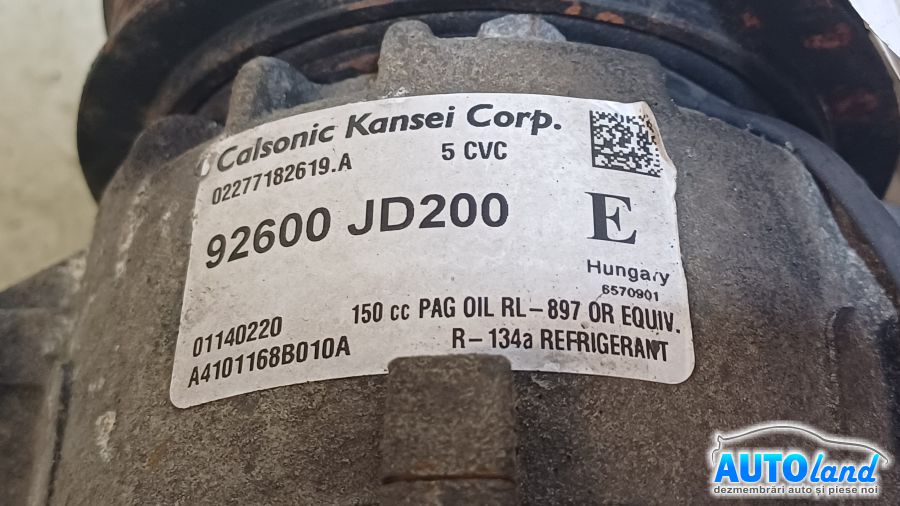 Calsonic Kansei Corp.
02277182619.A 5 CVC
92600 JD200 E
Hungary
6570901
01140220 150 cc PAG OIL RL-897 OR EQUIV.
A4101168B010A R-134a REFRIGERANT
AUTOland
dezmembrări auto și piese noi